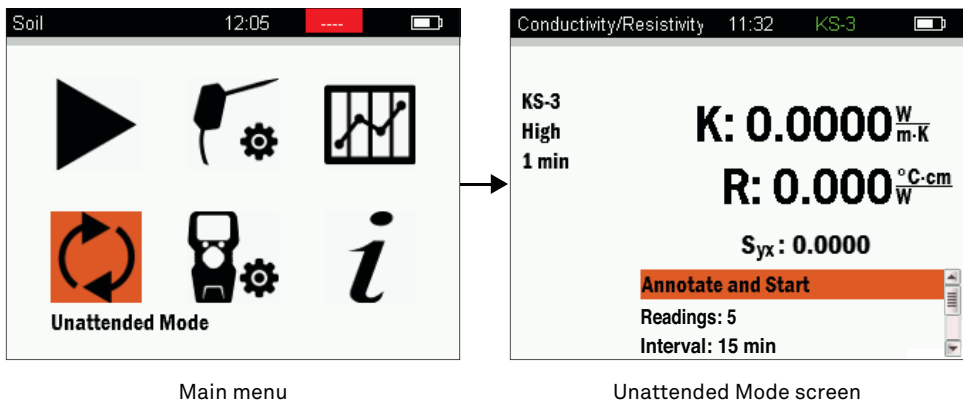 Soil 12:05 ----
Unattended Mode
Main menu
Conductivity/Resistivity 11:32 KS-3
KS-3
High
1 min
K: 0.0000 W/m·K
R: 0.000 °C·cm/W
Syx: 0.0000
Annotate and Start
Readings: 5
Interval: 15 min
Unattended Mode screen